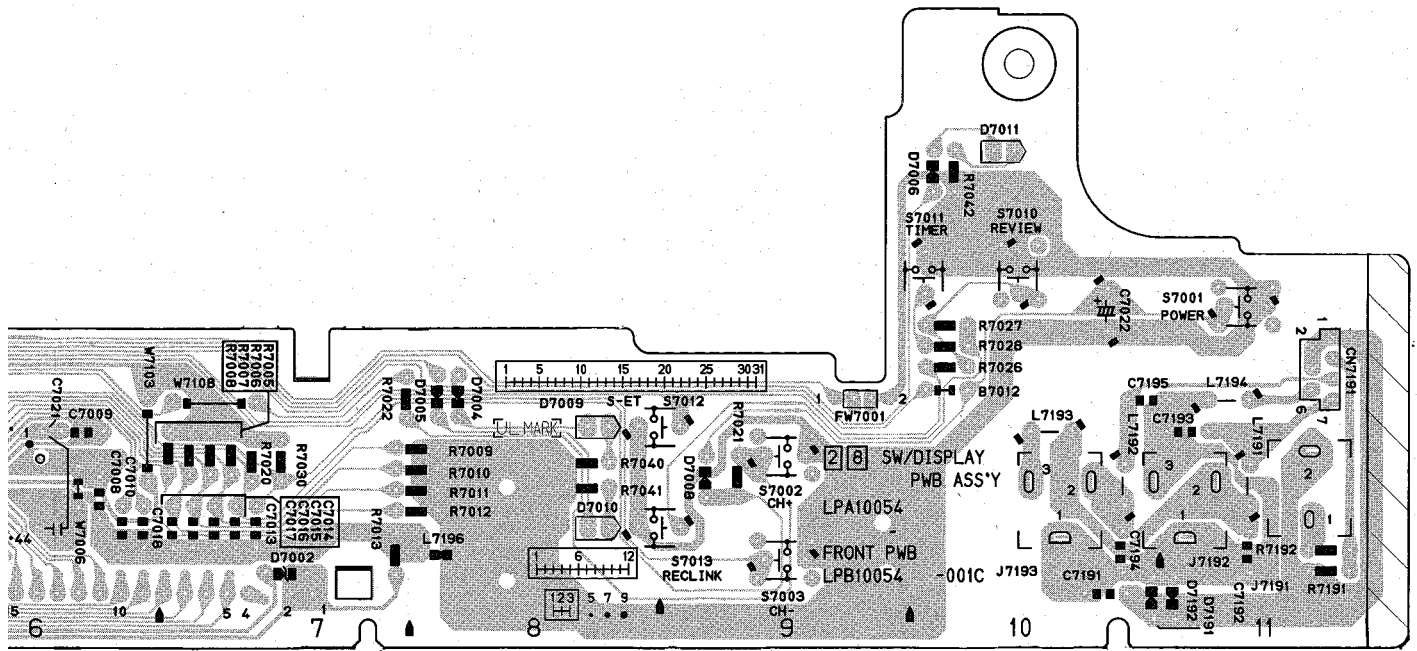 D7011
D7006
R7042
S7011
TIMER
S7010
REVIEW
C7022
S7001
POWER
R7027
R7028
R7026
B7012
1
2
CN7191
6
7
W7103
W7108
R7005
R7006
R7007
R7008
1 5 10 15 20 25 30 31
R7022
D7005
D7004
D7009
S-ET
S7012
R7021
1
FW7001
2
C7195
L7194
C7021
C7009
UL MARK
L7193
L7192
C7193
L7191
1
R7020
R7030
R7009
R7010
R7011
R7012
R7040
R7041
D7008
S7002
CH+
2 8 SW/DISPLAY
PWB ASS'Y
LPA10054
3
2
1
3
2
1
2
1
C7008
C7010
W7006
C7018
C7013
C7014
C7015
C7016
C7017
R7013
L7196
D7010
1 6 12
S7013
RECLINK
FRONT PWB
LPB10054 -001C
44
D7002
J7193
C7191
C7194
J7192
R7192
J7191
R7191
123
5 7 9
S7003
CH-
D7192
D7191
C7192
5
10
5 4
2
1
6
7
8
9
10
11